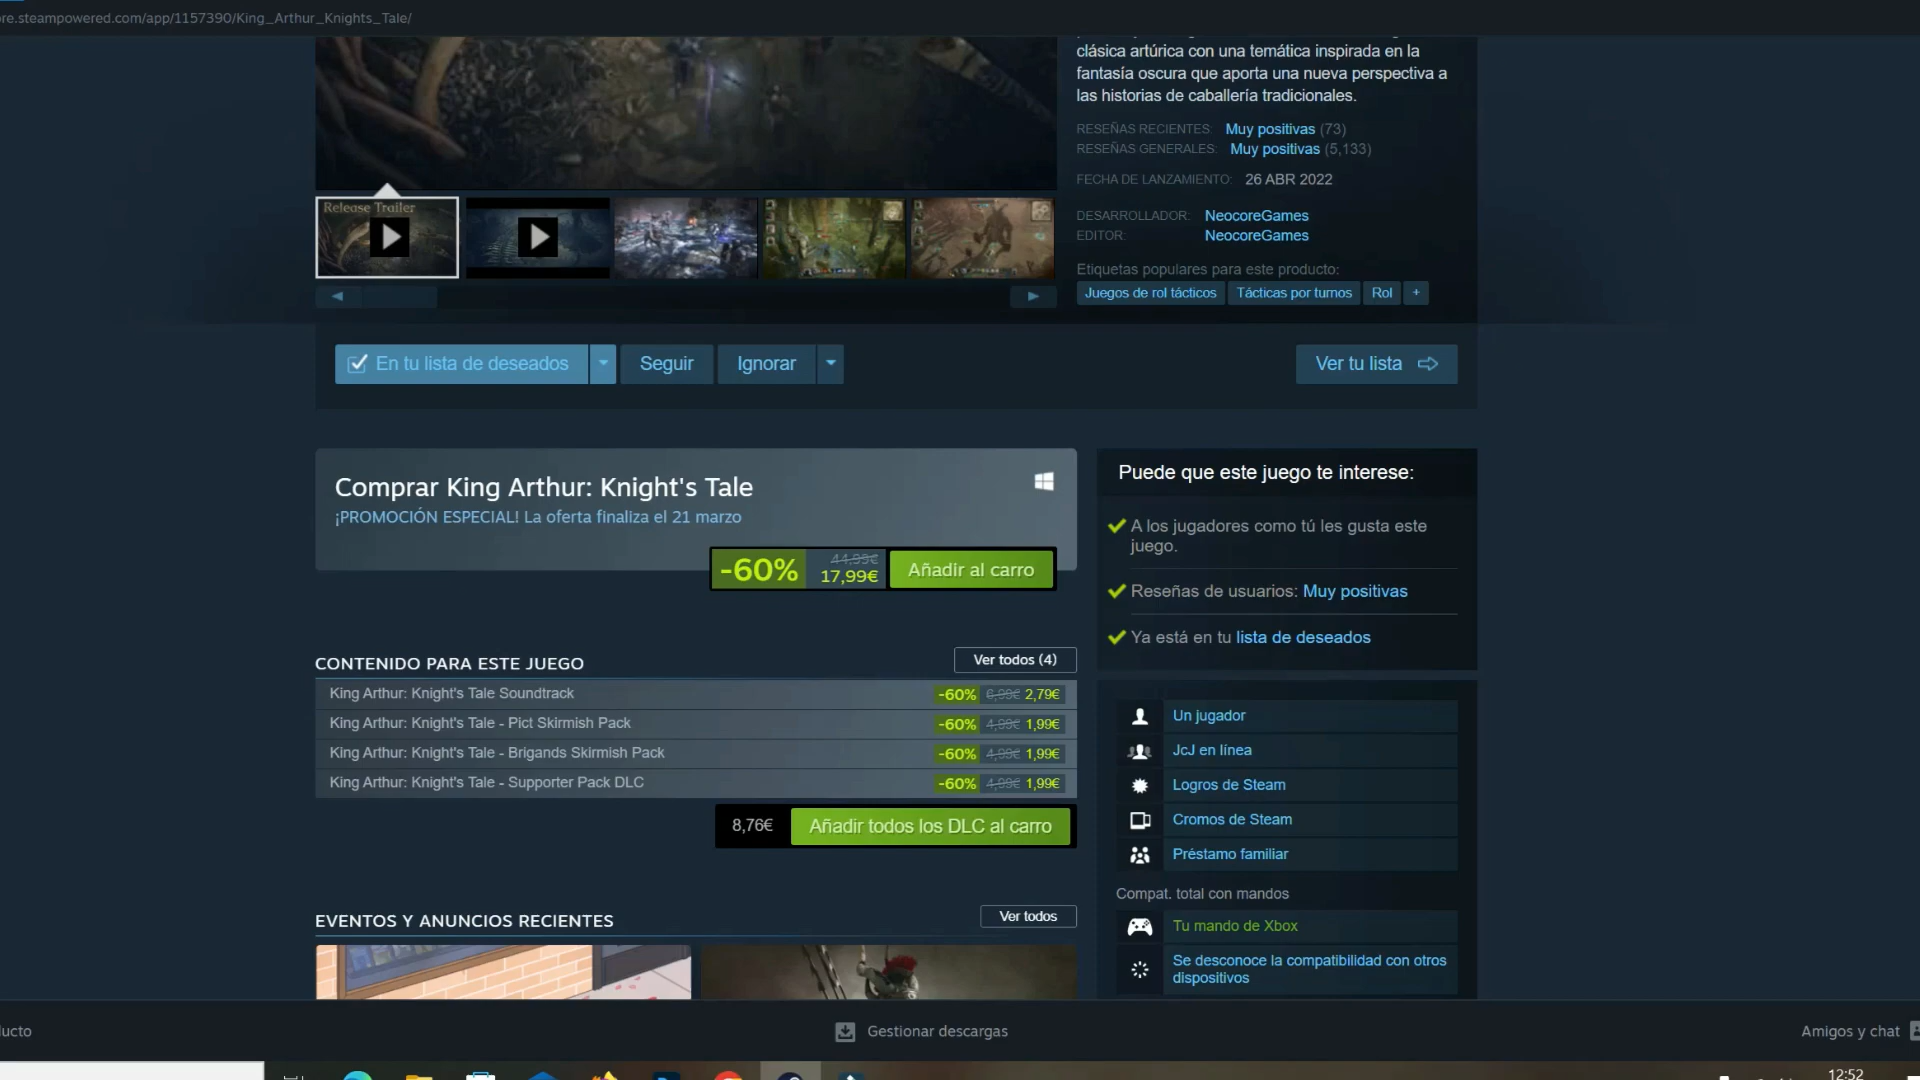 re.steampowered.com/app/1157390/King_Arthur_Knights_Tale/
clásica artúrica con una temática inspirada en la
fantasía oscura que aporta una nueva perspectiva a
las historias de caballería tradicionales.
RESEÑAS RECIENTES: Muy positivas (73)
RESEÑAS GENERALES: Muy positivas (5,133)
FECHA DE LANZAMIENTO: 26 ABR 2022
DESARROLLADOR: NeocoreGames
EDITOR: NeocoreGames
Etiquetas populares para este producto:
Juegos de rol tácticos Tácticas por turnos Rol +
Release Trailer
En tu lista de deseados Seguir Ignorar Ver tu lista
Comprar King Arthur: Knight's Tale
¡PROMOCIÓN ESPECIAL! La oferta finaliza el 21 marzo
-60% 44,99€ 17,99€ Añadir al carro
CONTENIDO PARA ESTE JUEGO Ver todos (4)
King Arthur: Knight's Tale Soundtrack -60% 6,99€ 2,79€
King Arthur: Knight's Tale - Pict Skirmish Pack -60% 4,99€ 1,99€
King Arthur: Knight's Tale - Brigands Skirmish Pack -60% 4,99€ 1,99€
King Arthur: Knight's Tale - Supporter Pack DLC -60% 4,99€ 1,99€
8,76€ Añadir todos los DLC al carro
EVENTOS Y ANUNCIOS RECIENTES Ver todos
Puede que este juego te interese:
A los jugadores como tú les gusta este
juego.
Reseñas de usuarios: Muy positivas
Ya está en tu lista de deseados
Un jugador
JcJ en línea
Logros de Steam
Cromos de Steam
Préstamo familiar
Compat. total con mandos
Tu mando de Xbox
Se desconoce la compatibilidad con otros
dispositivos
ducto Gestionar descargas Amigos y chat
12:52